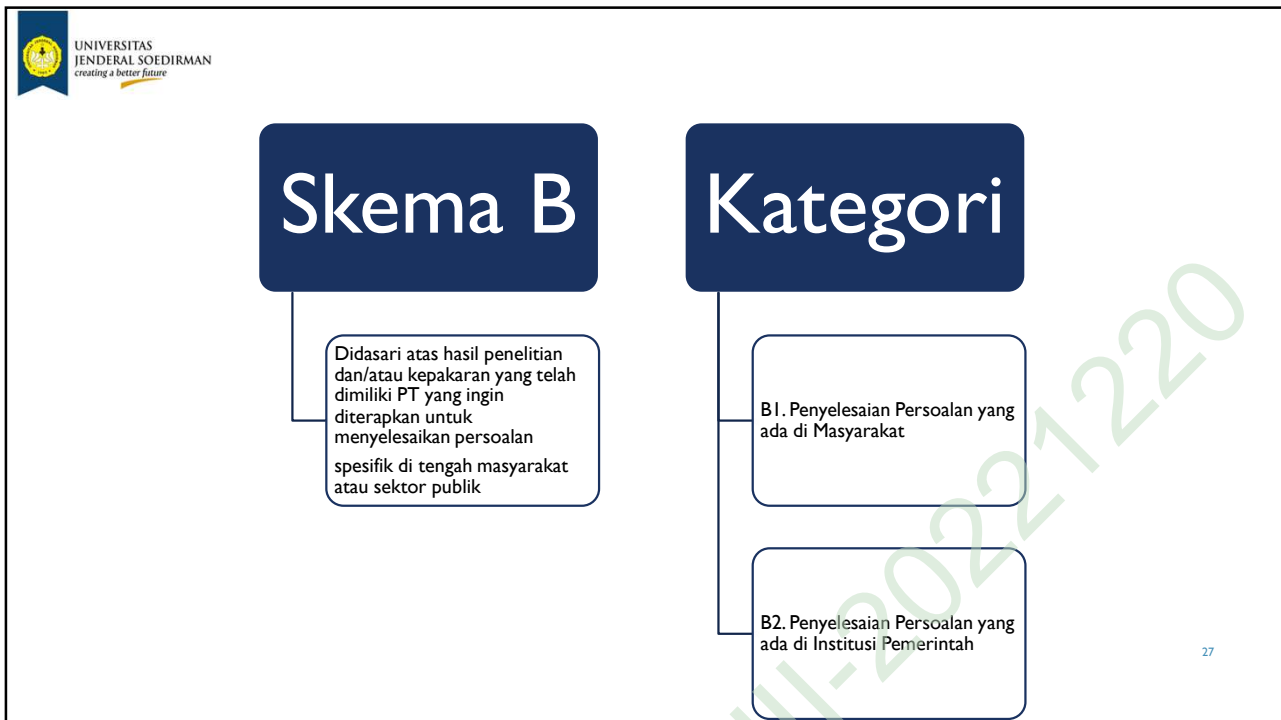 UNIVERSITAS
JENDERAL SOEDIRMAN
creating a better future
Skema B
Didasari atas hasil penelitian
dan/atau kepakaran yang telah
dimiliki PT yang ingin
diterapkan untuk
menyelesaikan persoalan
spesifik di tengah masyarakat
atau sektor publik
Kategori
B1. Penyelesaian Persoalan yang
ada di Masyarakat
B2. Penyelesaian Persoalan yang
ada di Institusi Pemerintah
27
-20221220